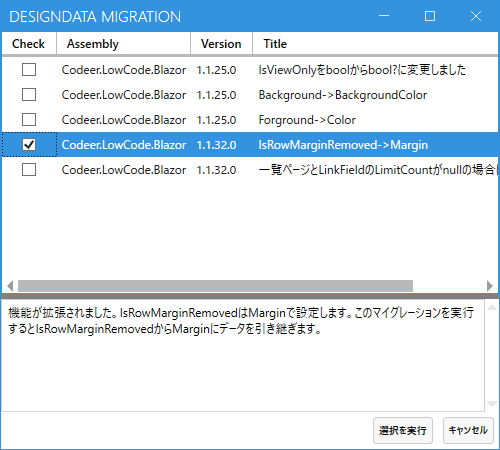 DESIGNDATA MIGRATION
Check Assembly Version Title
Codeer.LowCode.Blazor 1.1.25.0 IsViewOnlyをboolからbool?に変更しました
Codeer.LowCode.Blazor 1.1.25.0 Background->BackgroundColor
Codeer.LowCode.Blazor 1.1.25.0 Forground->Color
Codeer.LowCode.Blazor 1.1.32.0 IsRowMarginRemoved->Margin
Codeer.LowCode.Blazor 1.1.32.0 一覧ページとLinkFieldのLimitCountがnullの場合
機能が拡張されました。IsRowMarginRemovedはMarginで設定します。このマイグレーションを実行
するとIsRowMarginRemovedからMarginにデータを引き継ぎます。
選択を実行 キャンセル